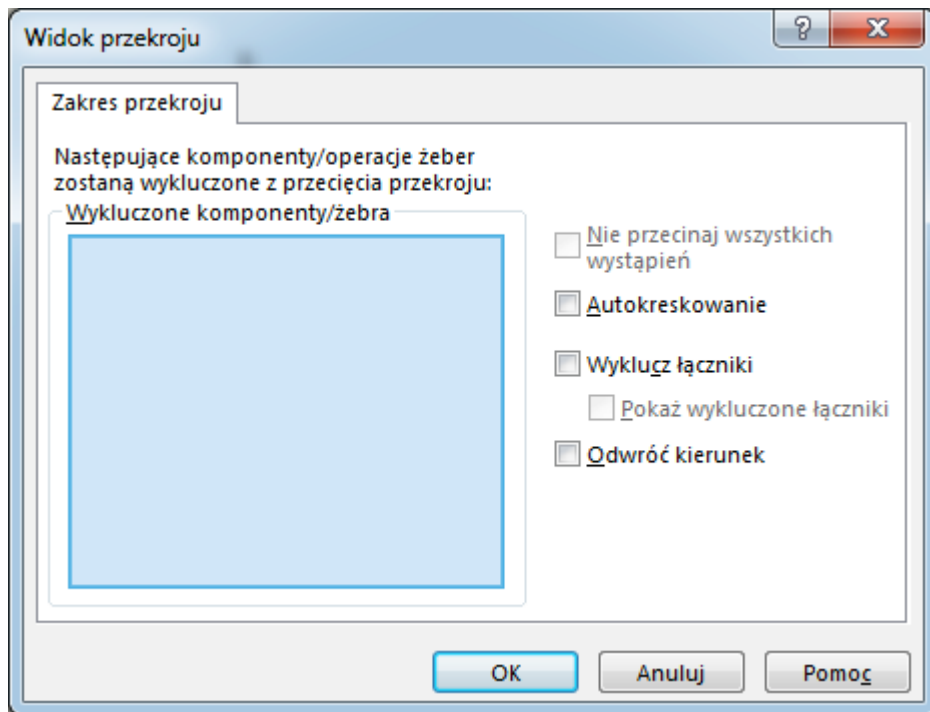 Widok przekroju
Zakres przekroju
Następujące komponenty/operacje żeber
zostaną wykluczone z przecięcia przekroju:
Wykluczone komponenty/żebra
Nie przecinaj wszystkich
wystąpień
Autokreskowanie
Wyklucz łączniki
Pokaż wykluczone łączniki
Odwróć kierunek
OK
Anuluj
Pomoc